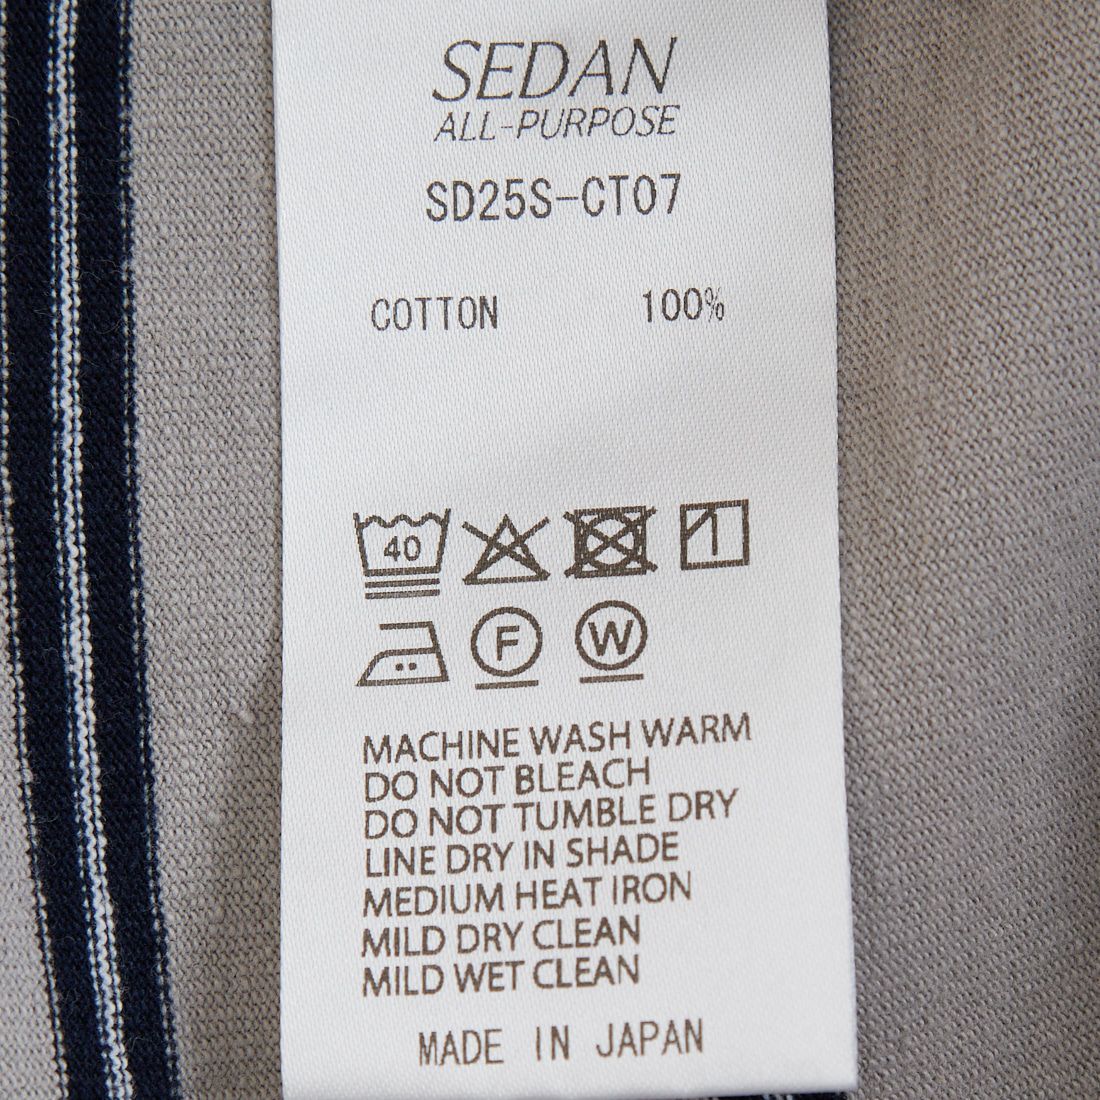 SEDAN
ALL-PURPOSE
SD25S-CT07
COTTON 100%
40
F W
MACHINE WASH WARM
DO NOT BLEACH
DO NOT TUMBLE DRY
LINE DRY IN SHADE
MEDIUM HEAT IRON
MILD DRY CLEAN
MILD WET CLEAN
MADE IN JAPAN